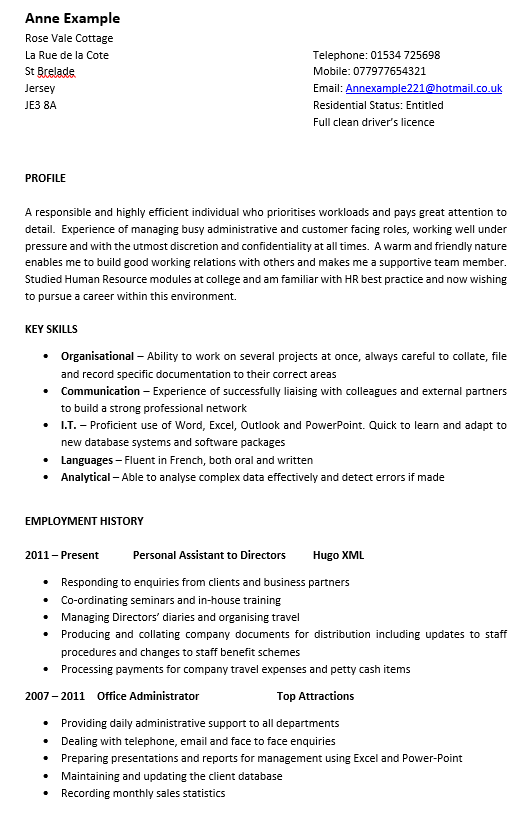 Anne Example
Rose Vale Cottage
La Rue de la Cote
St Brelade
Jersey
JE3 8A
Telephone: 01534 725698
Mobile: 077977654321
Email: Annexample221@hotmail.co.uk
Residential Status: Entitled
Full clean driver's licence
PROFILE
A responsible and highly efficient individual who prioritises workloads and pays great attention to
detail. Experience of managing busy administrative and customer facing roles, working well under
pressure and with the utmost discretion and confidentiality at all times. A warm and friendly nature
enables me to build good working relations with others and makes me a supportive team member.
Studied Human Resource modules at college and am familiar with HR best practice and now wishing
to pursue a career within this environment.
KEY SKILLS
• Organisational – Ability to work on several projects at once, always careful to collate, file
and record specific documentation to their correct areas
• Communication – Experience of successfully liaising with colleagues and external partners
to build a strong professional network
• I.T. – Proficient use of Word, Excel, Outlook and PowerPoint. Quick to learn and adapt to
new database systems and software packages
• Languages – Fluent in French, both oral and written
• Analytical – Able to analyse complex data effectively and detect errors if made
EMPLOYMENT HISTORY
2011 – Present Personal Assistant to Directors Hugo XML
• Responding to enquiries from clients and business partners
• Co-ordinating seminars and in-house training
• Managing Directors' diaries and organising travel
• Producing and collating company documents for distribution including updates to staff
procedures and changes to staff benefit schemes
• Processing payments for company travel expenses and petty cash items
2007 – 2011 Office Administrator Top Attractions
• Providing daily administrative support to all departments
• Dealing with telephone, email and face to face enquiries
• Preparing presentations and reports for management using Excel and Power-Point
• Maintaining and updating the client database
• Recording monthly sales statistics